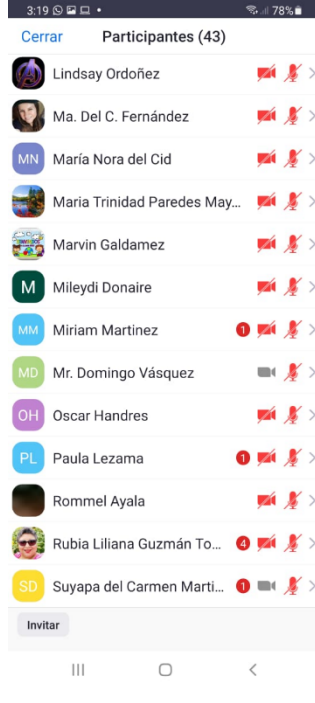 3:19 78%
Cerrar Participantes (43)
Lindsay Ordoñez
Ma. Del C. Fernández
MN María Nora del Cid
Maria Trinidad Paredes May...
Marvin Galdamez
M Mileydi Donaire
MM Miriam Martinez 1
MD Mr. Domingo Vásquez
OH Oscar Handres
PL Paula Lezama 1
Rommel Ayala
Rubia Liliana Guzmán To... 4
SD Suyapa del Carmen Marti... 1
Invitar